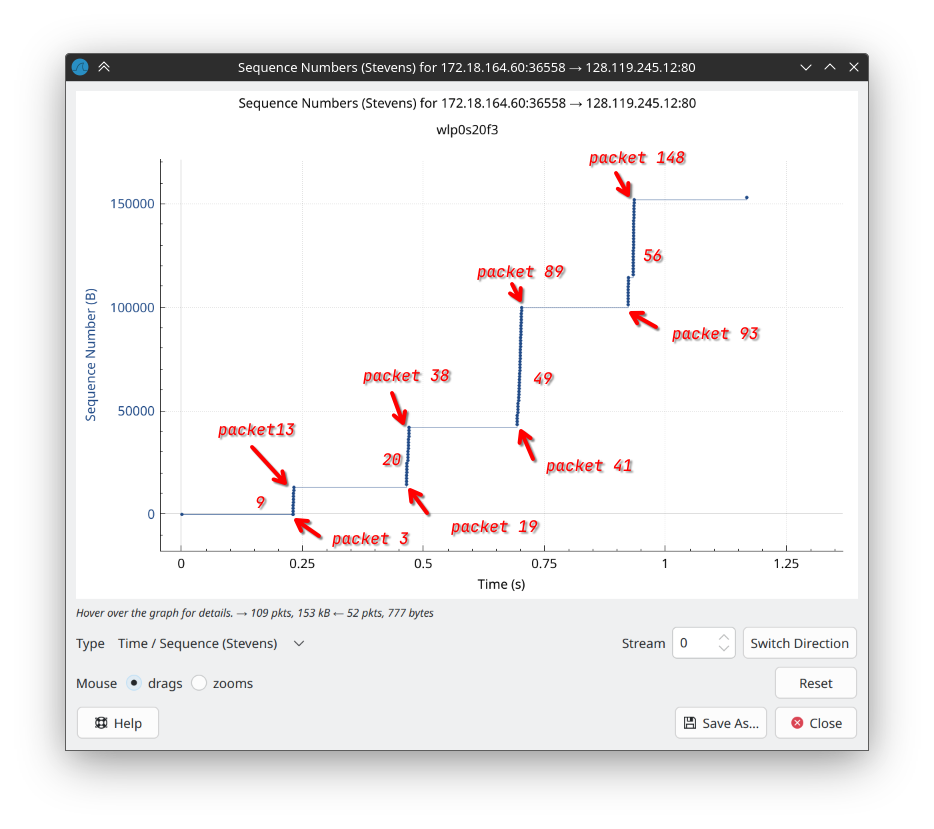 Sequence Numbers (Stevens) for 172.18.164.60:36558 → 128.119.245.12:80
Sequence Numbers (Stevens) for 172.18.164.60:36558 → 128.119.245.12:80
wlp0s20f3
packet 148
150000
56
packet 89
100000
packet 93
packet 38
49
Sequence Number (B)
50000
packet13
20
packet 41
9
0
packet 19
packet 3
0 0.25 0.5 0.75 1 1.25
Time (s)
Hover over the graph for details. → 109 pkts, 153 kB ← 52 pkts, 777 bytes
Type Time / Sequence (Stevens) Stream 0 Switch Direction
Mouse drags zooms Reset
Help Save As... Close